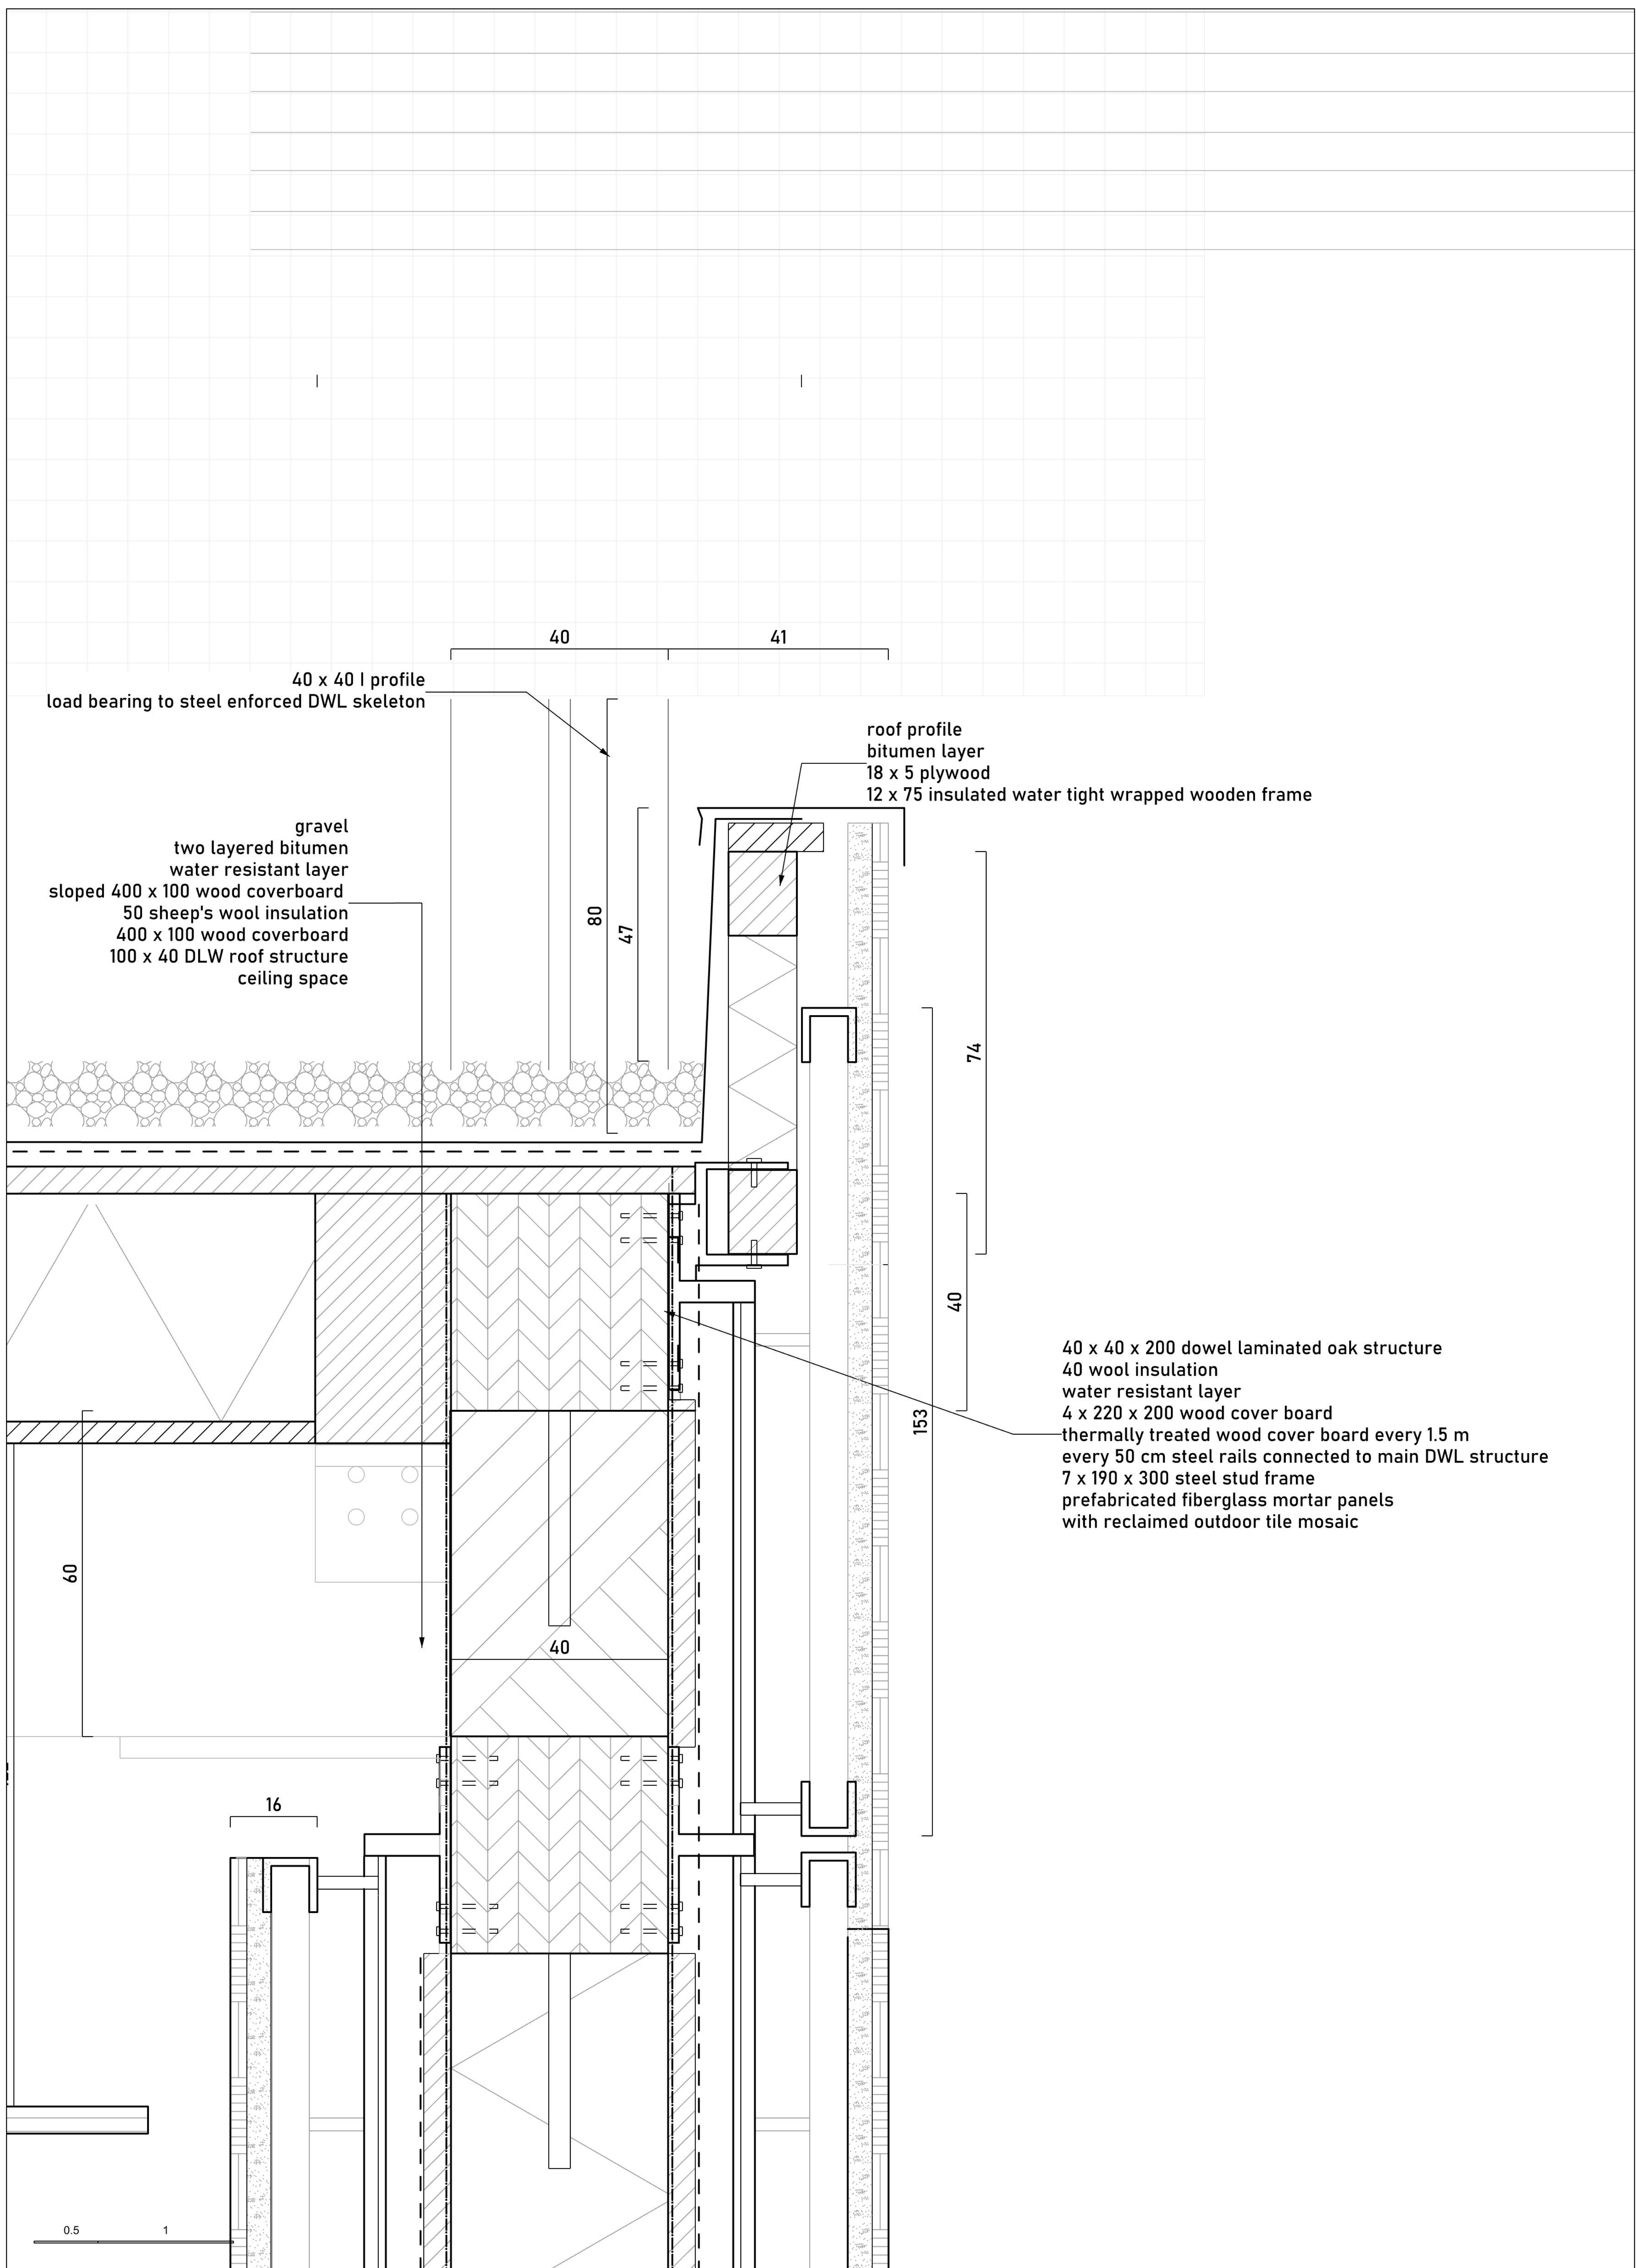 40
41
40 x 40 I profile
load bearing to steel enforced DWL skeleton
roof profile
bitumen layer
18 x 5 plywood
12 x 75 insulated water tight wrapped wooden frame
gravel
two layered bitumen
water resistant layer
sloped 400 x 100 wood coverboard
50 sheep's wool insulation
400 x 100 wood coverboard
100 x 40 DLW roof structure
ceiling space
80
47
74
40
153
40 x 40 x 200 dowel laminated oak structure
40 wool insulation
water resistant layer
4 x 220 x 200 wood cover board
thermally treated wood cover board every 1.5 m
every 50 cm steel rails connected to main DWL structure
7 x 190 x 300 steel stud frame
prefabricated fiberglass mortar panels
with reclaimed outdoor tile mosaic
60
40
16
0.5
1